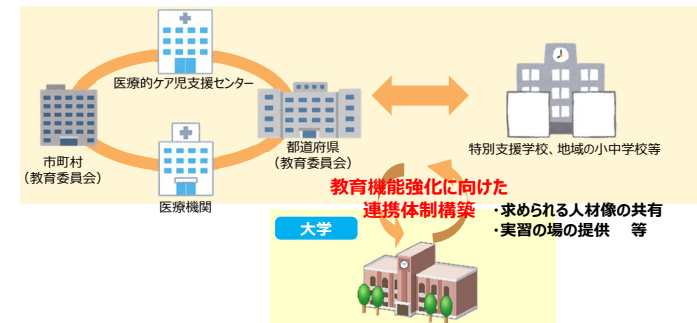 医療的ケア児支援センター
市町村
（教育委員会）
都道府県
（教育委員会）
医療機関
特別支援学校、地域の小中学校等
教育機能強化に向けた
連携体制構築
・求められる人材像の共有
・実習の場の提供　等
大学